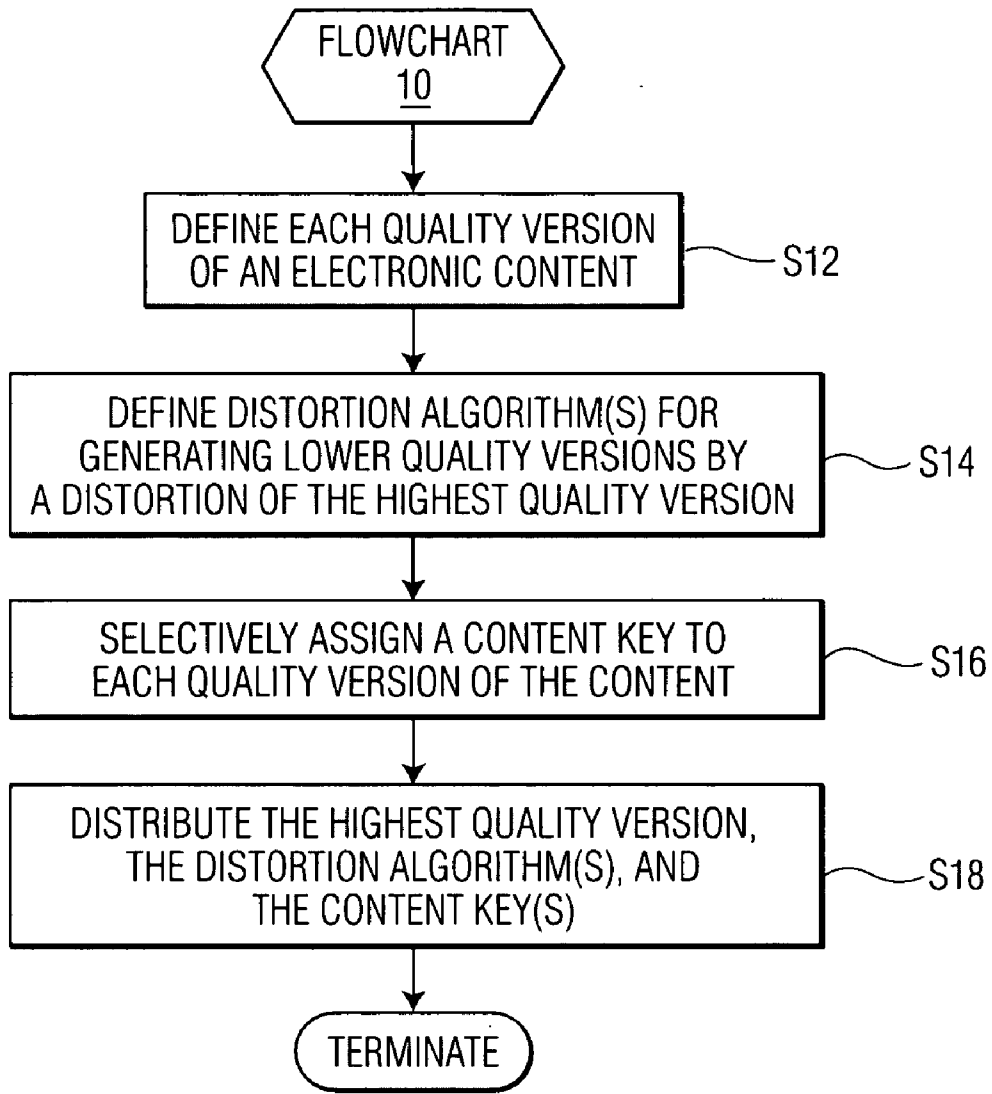 FLOWCHART
10
DEFINE EACH QUALITY VERSION
OF AN ELECTRONIC CONTENT
S12
DEFINE DISTORTION ALGORITHM(S) FOR
GENERATING LOWER QUALITY VERSIONS BY
A DISTORTION OF THE HIGHEST QUALITY VERSION
S14
SELECTIVELY ASSIGN A CONTENT KEY TO
EACH QUALITY VERSION OF THE CONTENT
S16
DISTRIBUTE THE HIGHEST QUALITY VERSION,
THE DISTORTION ALGORITHM(S), AND
THE CONTENT KEY(S)
S18
TERMINATE